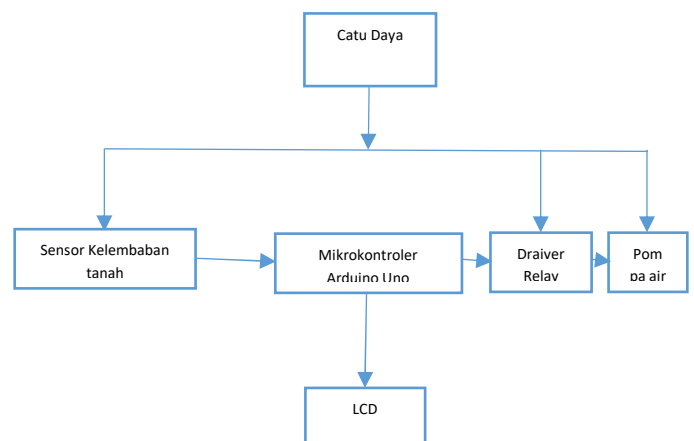 Catu Daya
Sensor Kelembaban
tanah
Mikrokontroler
Arduino Uno
Draiver
Relay
Pom
pa air
LCD